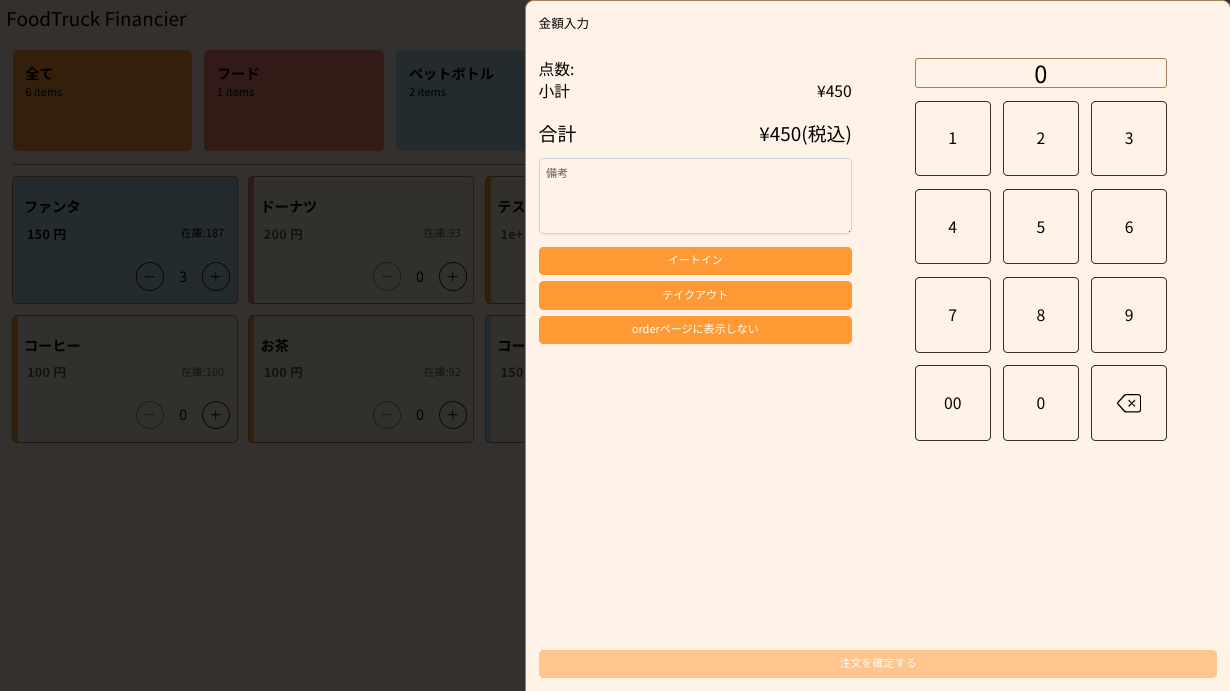 FoodTruck Financier
全て
6 items
フード
1 items
ペットボトル
2 items
ファンタ
150 円
在庫:187
3
ドーナツ
200 円
在庫:93
0
テス
1e+
コーヒー
100 円
在庫:100
0
お茶
100 円
在庫:92
0
コー
150
金額入力
点数:
小計 ¥450
合計 ¥450(税込)
備考
イートイン
テイクアウト
orderページに表示しない
0
1 2 3
4 5 6
7 8 9
00 0
注文を確定する